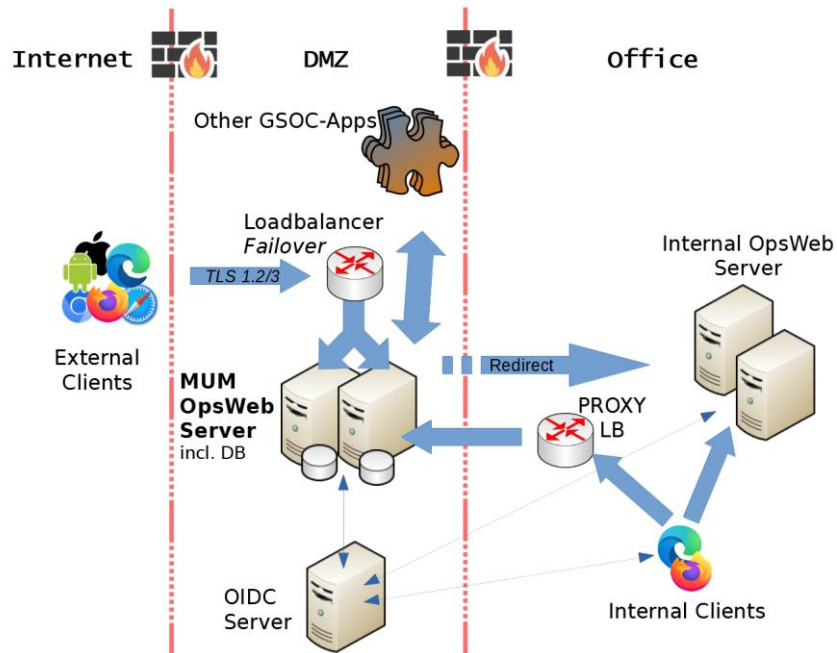 Internet
DMZ
Office
Other GSOC-Apps
Loadbalancer
Failover
TLS 1.2/3
External
Clients
Internal OpsWeb
Server
MUM
OpsWeb
Server
incl. DB
Redirect
PROXY
LB
OIDC
Server
Internal Clients